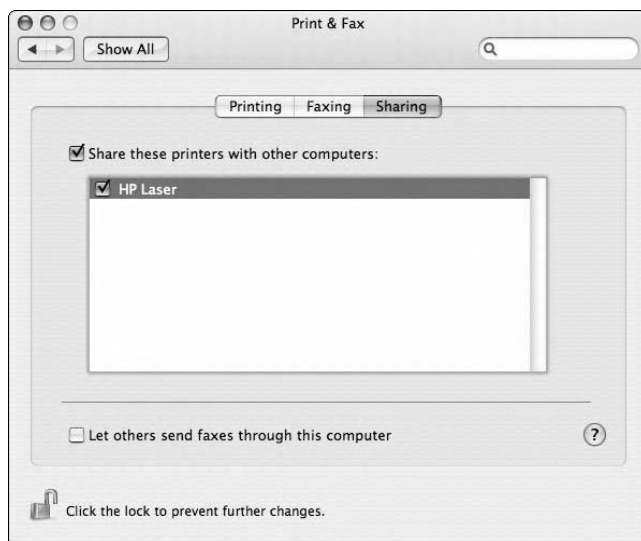 Print & Fax
Show All
Printing Faxing Sharing
Share these printers with other computers:
HP Laser
Let others send faxes through this computer
?
Click the lock to prevent further changes.